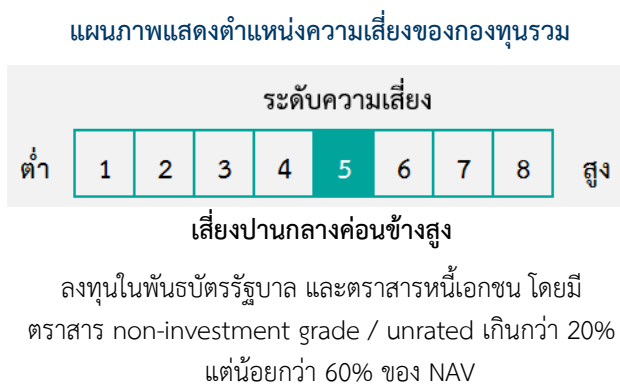 แผนภาพแสดงตำแหน่งความเสี่ยงของกองทุนรวม
ระดับความเสี่ยง
ต่ำ 1 2 3 4 5 6 7 8 สูง
เสี่ยงปานกลางค่อนข้างสูง
ลงทุนในพันธบัตรรัฐบาล และตราสารหนี้เอกชน โดยมี
ตราสาร non-investment grade / unrated เกินกว่า 20%
แต่น้อยกว่า 60% ของ NAV